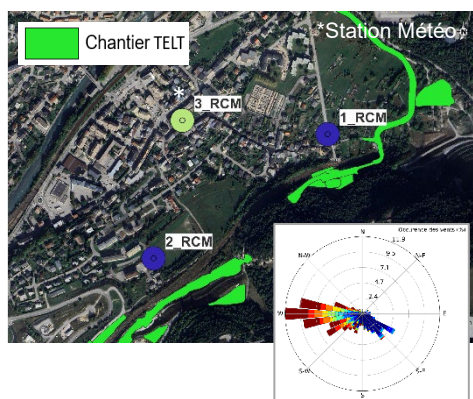 *Station Météo
Chantier TELT
3_RCM
1_RCM
2_RCM
Occurence des vents (%)
N
11.9
9.5
7.1
4.7
2.4
N-W
N-E
W
E
S-W
S-E
S